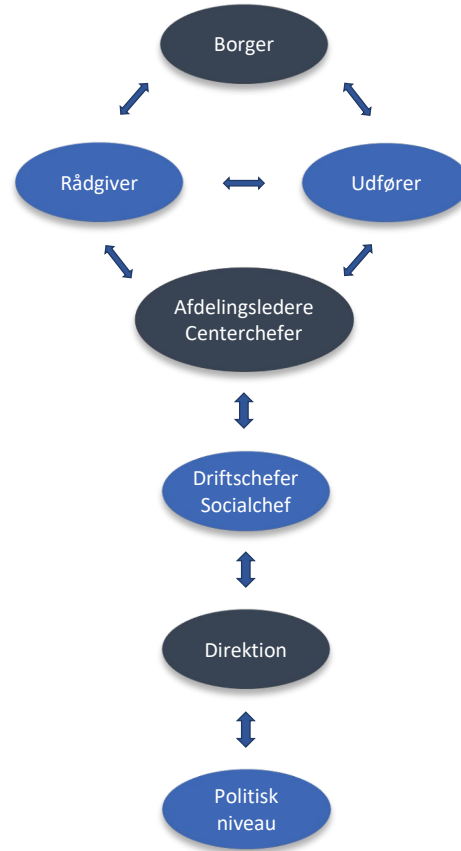 Borger
Rådgiver
Udfører
Afdelingsledere
Centerchefer
Driftschefer
Socialchef
Direktion
Politisk
niveau